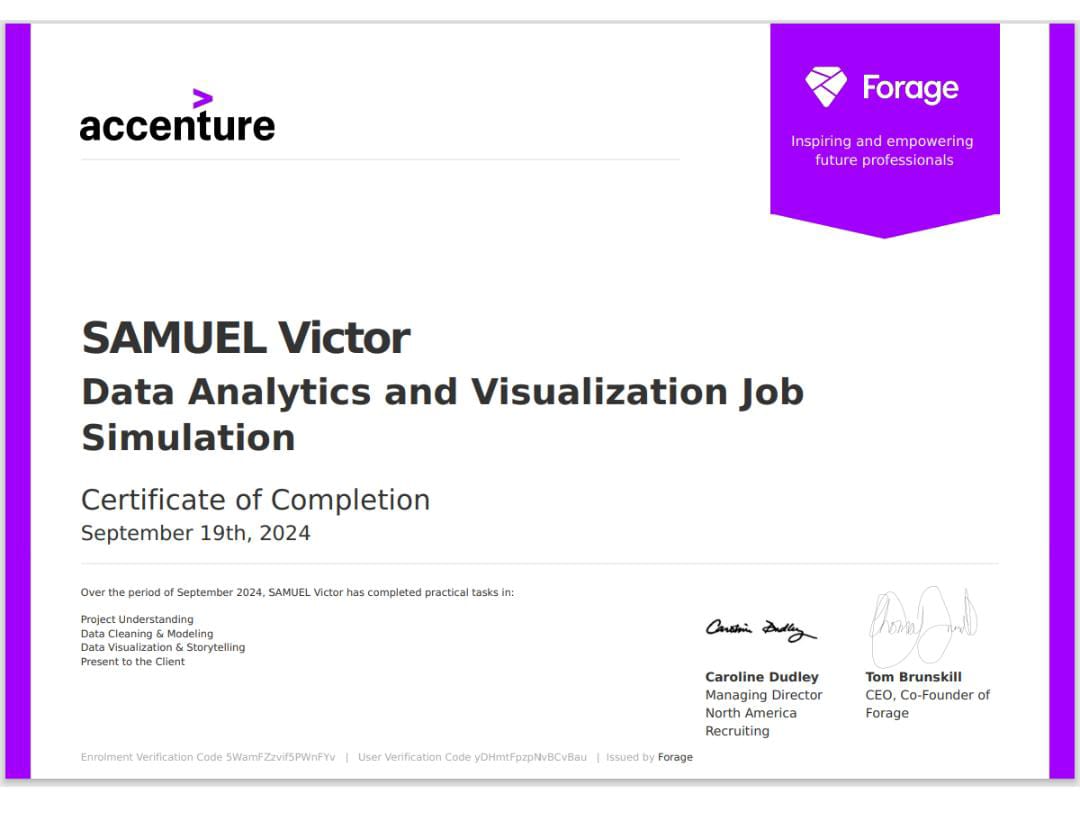 accenture
Forage
Inspiring and empowering
future professionals
SAMUEL Victor
Data Analytics and Visualization Job
Simulation
Certificate of Completion
September 19th, 2024
Over the period of September 2024, SAMUEL Victor has completed practical tasks in:
Project Understanding
Data Cleaning & Modeling
Data Visualization & Storytelling
Present to the Client
Caroline Dudley
Caroline Dudley
Managing Director
North America
Recruiting
Tom Brunskill
CEO, Co-Founder of
Forage
Enrolment Verification Code 5WamFZzvif5PWnFYv | User Verification Code yDHmtFpzpNvBCvBau | Issued by Forage